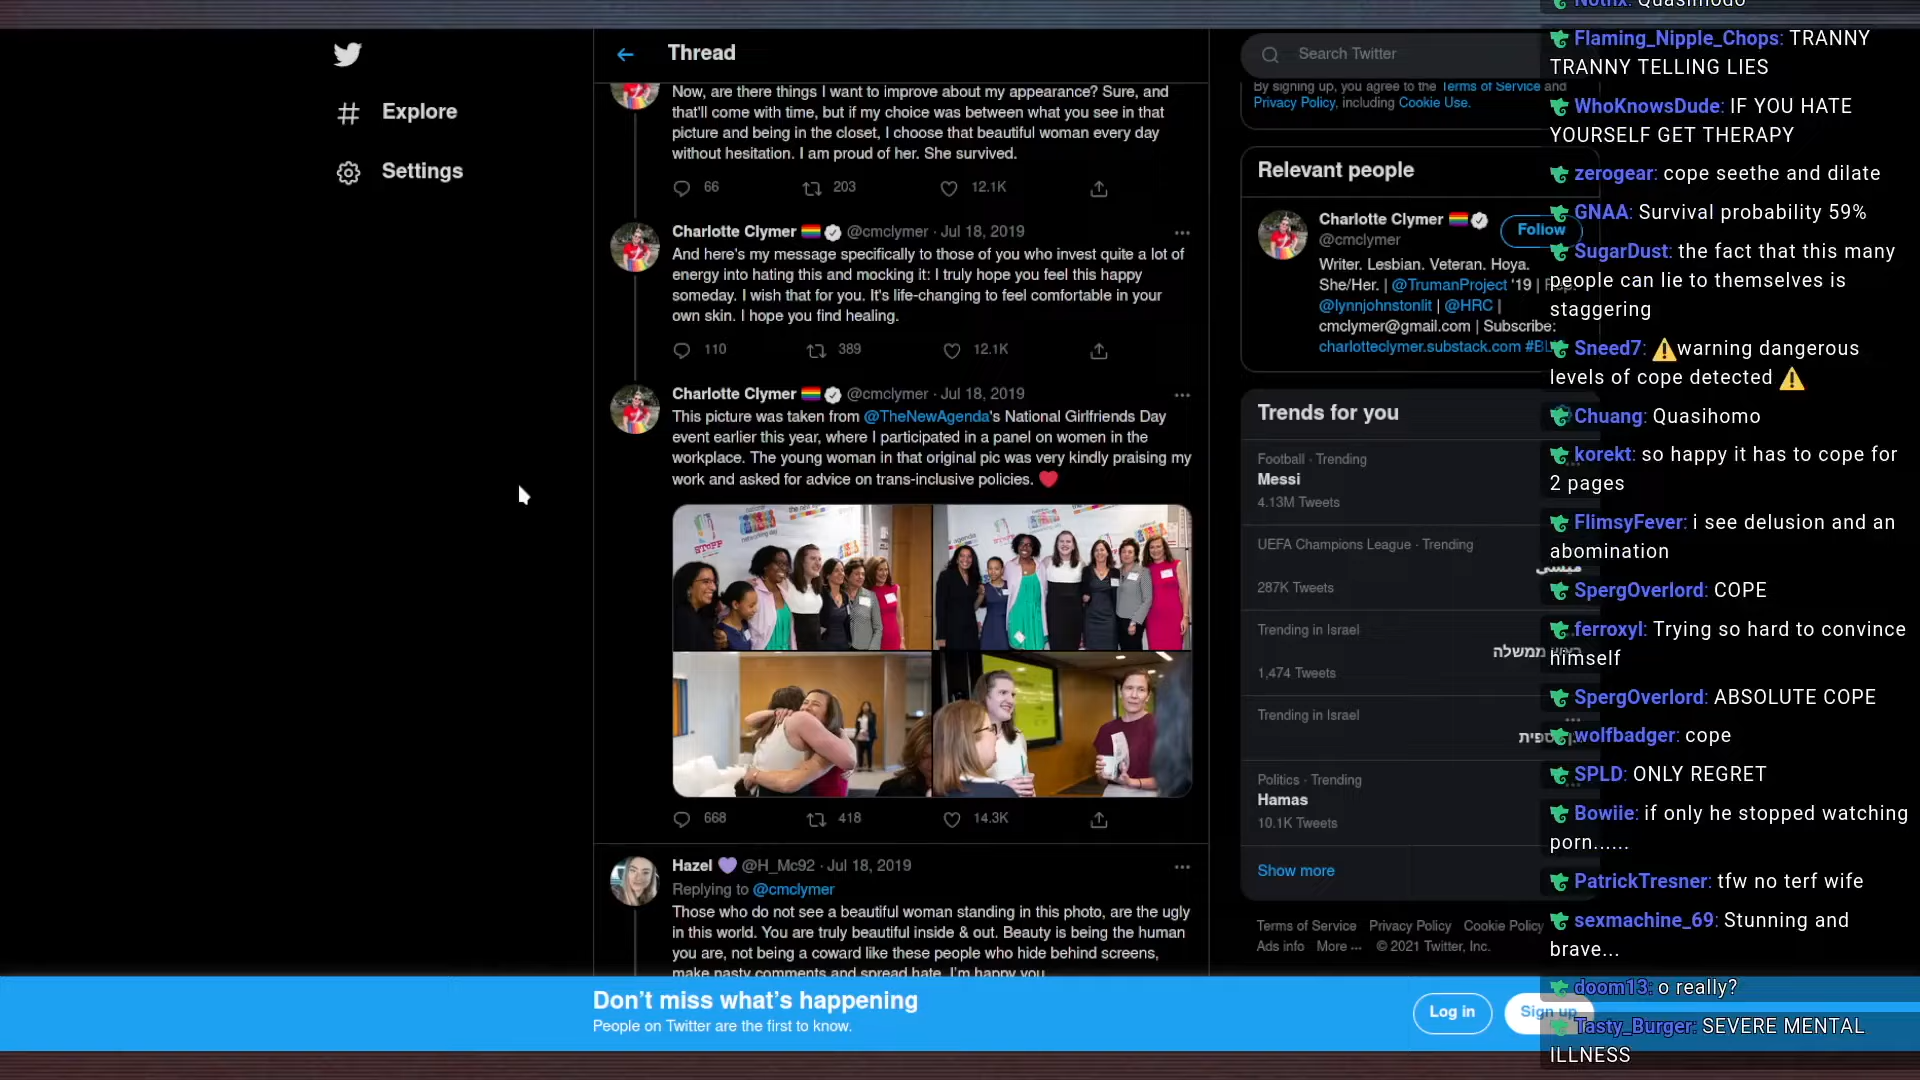 Explore
Settings
Thread
Now, are there things I want to improve about my appearance? Sure, and
that'll come with time, but if my choice was between what you see in that
picture and being in the closet, I choose that beautiful woman every day
without hesitation. I am proud of her. She survived.
66 203 12.1K
Charlotte Clymer @cmclymer · Jul 18, 2019
And here's my message specifically to those of you who invest quite a lot of
energy into hating this and mocking it: I truly hope you feel this happy
someday. I wish that for you. It's life-changing to feel comfortable in your
own skin. I hope you find healing.
110 389 12.1K
Charlotte Clymer @cmclymer · Jul 18, 2019
This picture was taken from @TheNewAgenda's National Girlfriends Day
event earlier this year, where I participated in a panel on women in the
workplace. The young woman in that original pic was very kindly praising my
work and asked for advice on trans-inclusive policies. ❤️
668 418 14.3K
Hazel 💜 @H_Mc92 · Jul 18, 2019
Replying to @cmclymer
Those who do not see a beautiful woman standing in this photo, are the ugly
in this world. You are truly beautiful inside & out. Beauty is being the human
you are, not being a coward like these people who hide behind screens,
make nasty comments and spread hate. I'm happy you
Search Twitter
By signing up, you agree to the Terms of Service and
Privacy Policy, including Cookie Use.
Relevant people
Charlotte Clymer
@cmclymer
Follow
Writer. Lesbian. Veteran. Hoya.
She/Her. | @TrumanProject '19 |
@lynnjohnstonlit | @HRC |
cmclymer@gmail.com | Subscribe:
charlotteclymer.substack.com
Trends for you
Football · Trending
Messi
4.13M Tweets
UEFA Champions League · Trending
ميسي
287K Tweets
Trending in Israel
ממשלה
1,474 Tweets
Trending in Israel
Politics · Trending
Hamas
10.1K Tweets
Show more
Terms of Service Privacy Policy Cookie Policy
Ads info More ··· © 2021 Twitter, Inc.
Don't miss what's happening
People on Twitter are the first to know.
Log in
Sign up
Notnx: Quasimodo
Flaming_Nipple_Chops: TRANNY
TRANNY TELLING LIES
WhoKnowsDude: IF YOU HATE
YOURSELF GET THERAPY
zerogear: cope seethe and dilate
GNAA: Survival probability 59%
SugarDust: the fact that this many
people can lie to themselves is
staggering
Sneed7: ⚠️warning dangerous
levels of cope detected ⚠️
Chuang: Quasihomo
korekt: so happy it has to cope for
2 pages
FlimsyFever: i see delusion and an
abomination
SpergOverlord: COPE
ferroxyl: Trying so hard to convince
himself
SpergOverlord: ABSOLUTE COPE
wolfbadger: cope
SPLD: ONLY REGRET
Bowiie: if only he stopped watching
porn......
PatrickTresner: tfw no terf wife
sexmachine_69: Stunning and
brave...
doom13: o really?
Tasty_Burger: SEVERE MENTAL
ILLNESS